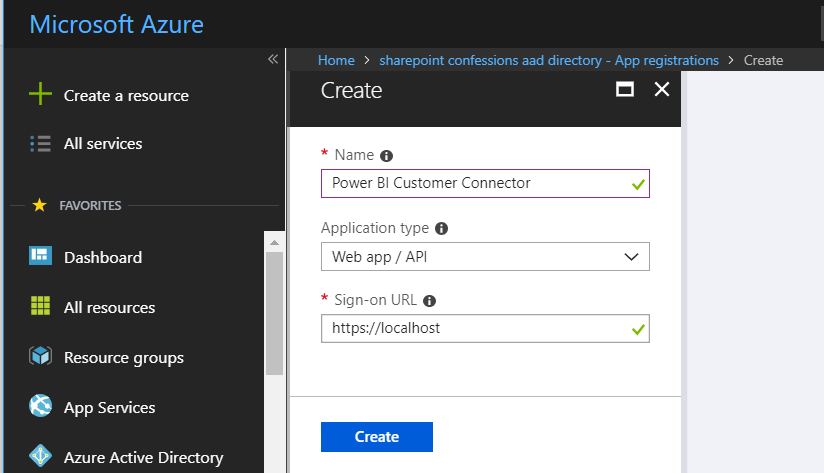 Microsoft Azure
«
Home > sharepoint confessions aad directory - App registrations > Create
Create a resource
All services
FAVORITES
Dashboard
All resources
Resource groups
App Services
Azure Active Directory
Create
* Name
Power BI Customer Connector
Application type
Web app / API
* Sign-on URL
https://localhost
Create